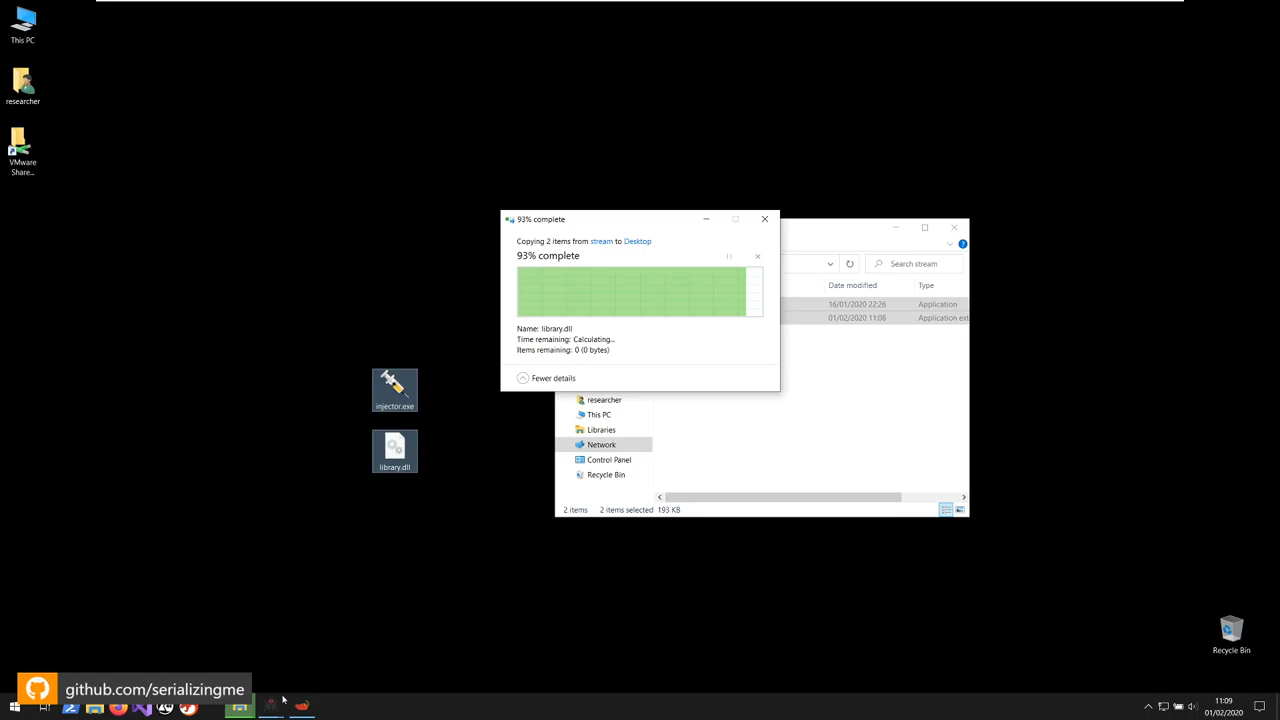 This PC
researcher
VMware
Share...
93% complete
Copying 2 items from stream to Desktop
93% complete
Name: library.dll
Time remaining: Calculating...
Items remaining: 0 (0 bytes)
Fewer details
Search stream
Date modified
Type
16/01/2020 22:26
Application
01/02/2020 11:08
Application ext
injector.exe
library.dll
researcher
This PC
Libraries
Network
Control Panel
Recycle Bin
2 items
2 items selected
193 KB
Recycle Bin
github.com/serializingme
11:09
01/02/2020